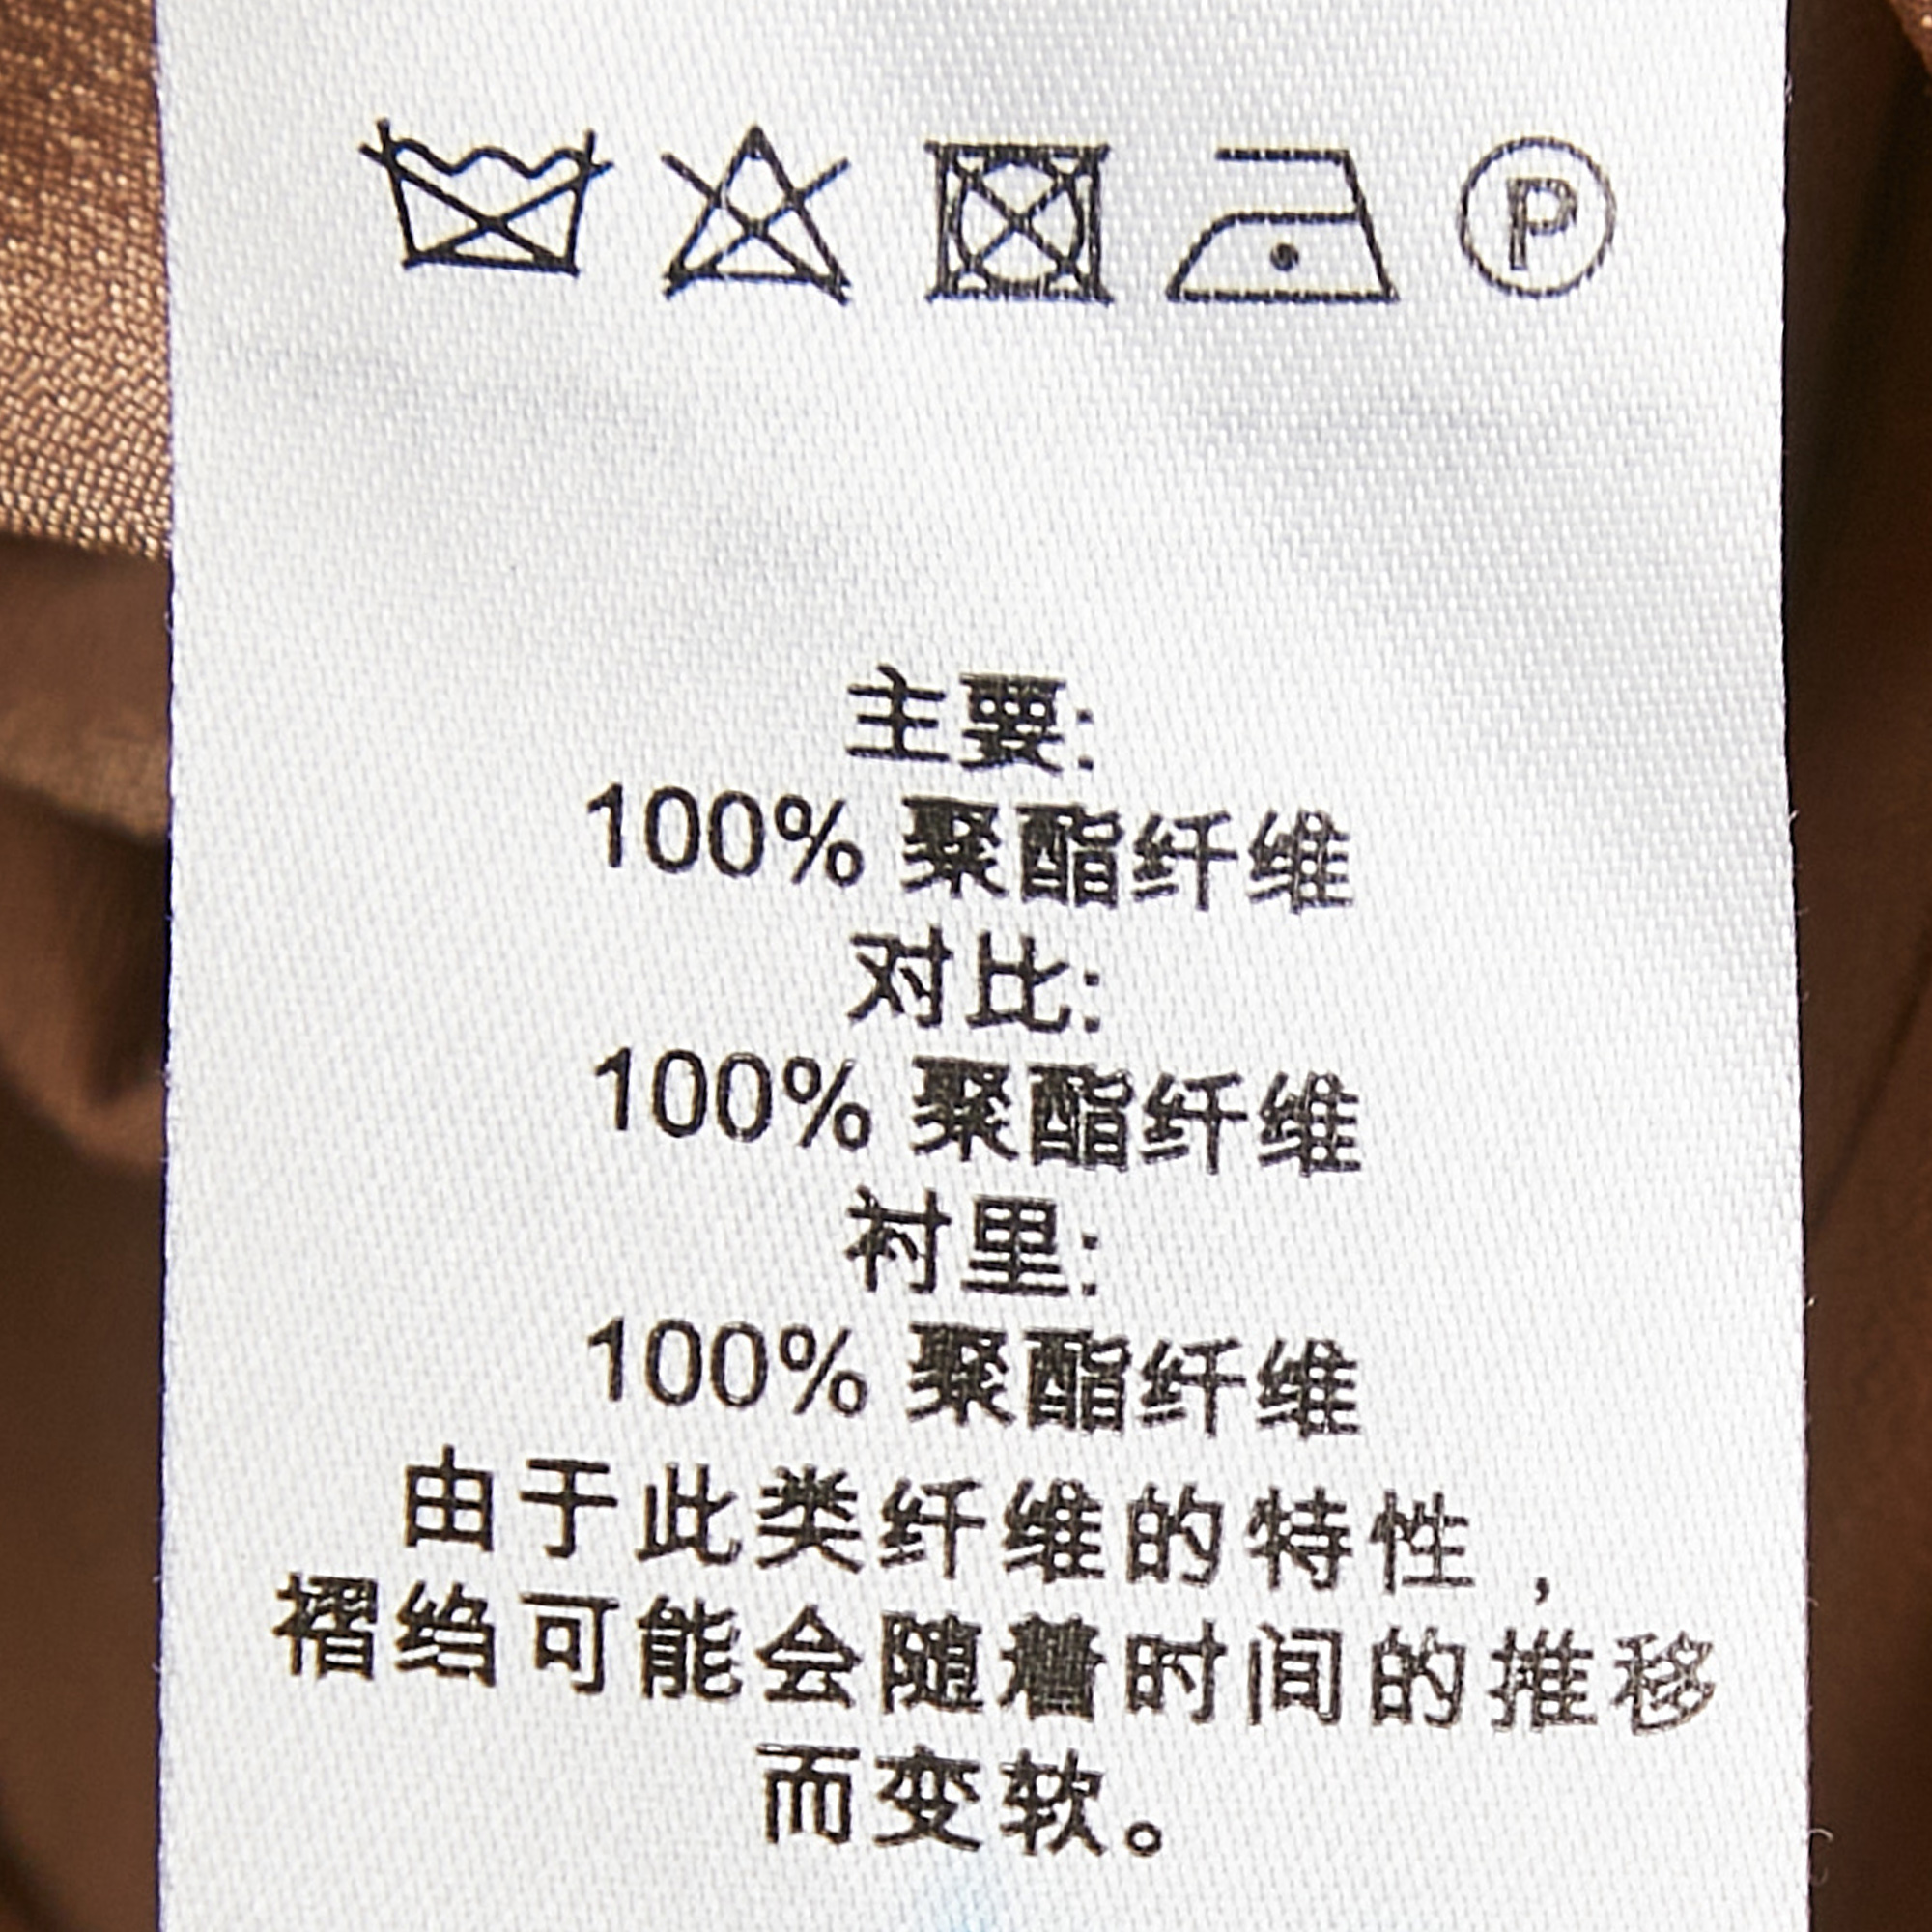 P
主要:
100% 聚酯纤维
对比:
100% 聚酯纤维
衬里:
100% 聚酯纤维
由于此类纤维的特性，
褶绉可能会随着时间的推移
而变软。